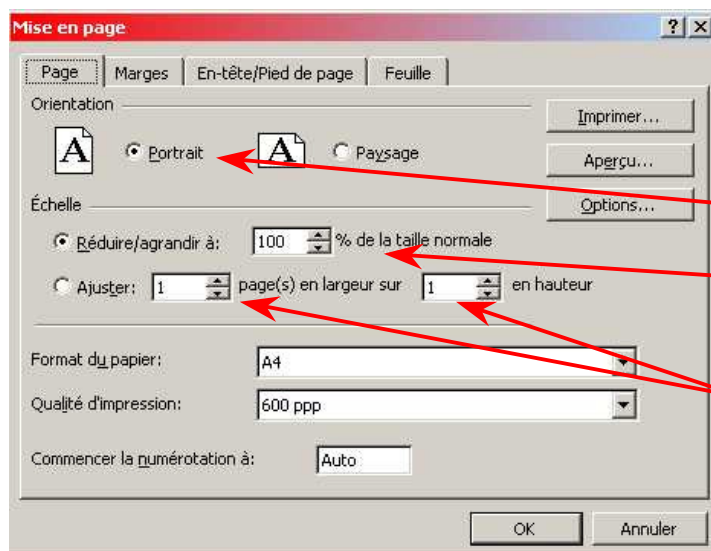 Mise en page
Page Marges En-tête/Pied de page Feuille
Orientation
Imprimer...
A Portrait A Paysage
Aperçu...
Échelle
Options...
Réduire/agrandir à: 100 % de la taille normale
Ajuster: 1 page(s) en largeur sur 1 en hauteur
Format du papier: A4
Qualité d'impression: 600 ppp
Commencer la numérotation à: Auto
OK Annuler